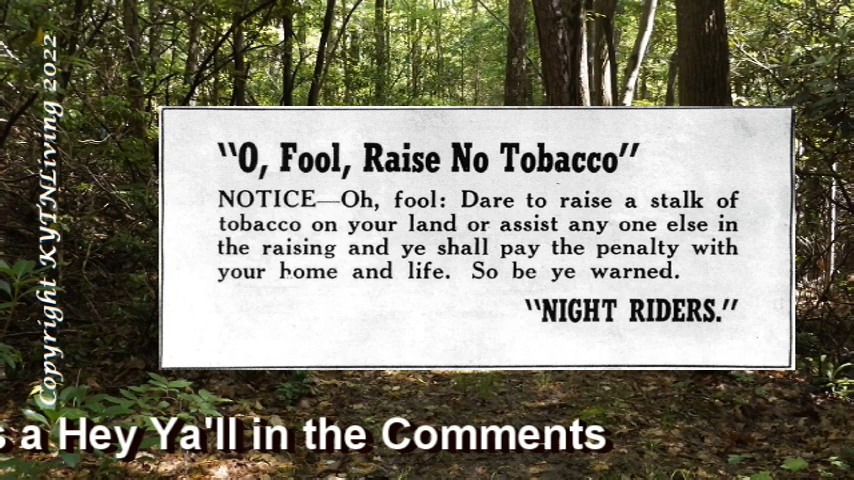 Copyright KYTNLiving 2022
"O, Fool, Raise No Tobacco"
NOTICE—Oh, fool: Dare to raise a stalk of
tobacco on your land or assist any one else in
the raising and ye shall pay the penalty with
your home and life. So be ye warned.
"NIGHT RIDERS."
s a Hey Ya'll in the Comments